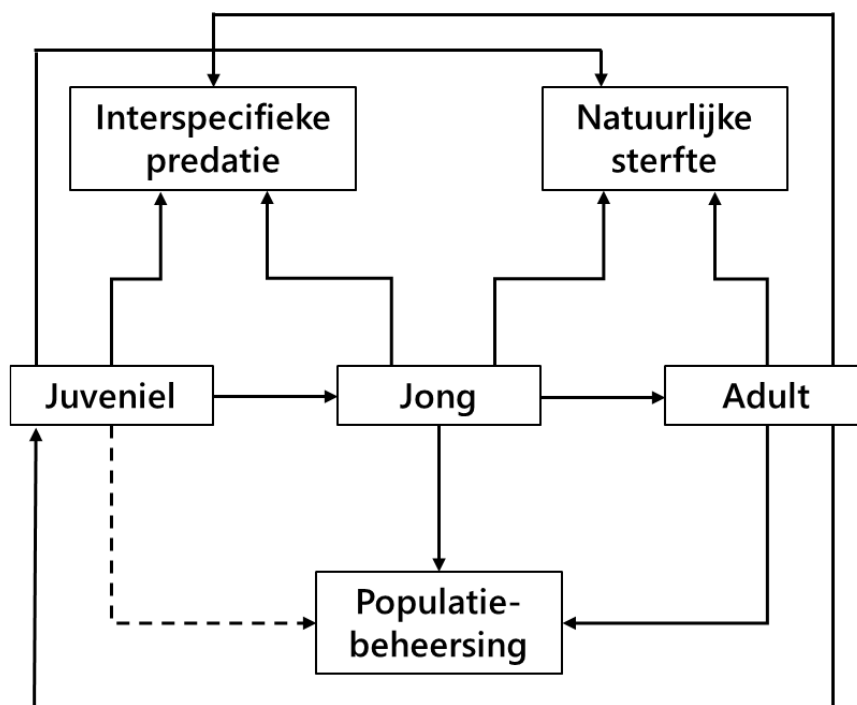 Interspecifieke
predatie
Natuurlijke
sterfte
Juveniel
Jong
Adult
Populatie-
beheersing